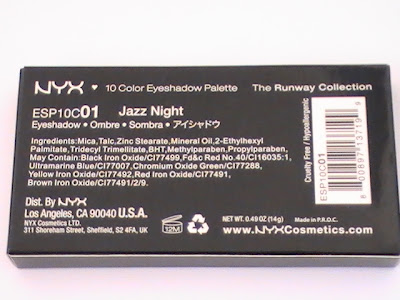 NYX ♥ 10 Color Eyeshadow Palette The Runway Collection
ESP10C01 Jazz Night
Eyeshadow • Ombre • Sombra • アイシャドウ
Ingredients:Mica,Talc,Zinc Stearate,Mineral Oil,2-Ethylhexyl
Palmitate,Tridecyl Trimellitate,BHT,Methylparaben,Propylparaben,
May Contain:Black Iron Oxide/CI77499,Fd&c Red No.40/CI16035:1,
Ultramarine Blue/CI77007,Chromium Oxide Green/CI77288,
Yellow Iron Oxide/CI77492,Red Iron Oxide/CI77491,
Brown Iron Oxide/CI77491/2/9.
Cruelty Free / Hypoallergenic
ESP10C01
8 00897 13719
Dist. By NYX
Los Angeles, CA 90040 U.S.A.
NYX Cosmetics LTD.
311 Shoreham Street, Sheffield, S2 4FA, UK
12M
NET WT. 0.49 OZ (14g) Made in P.R.O.C.
www.NYXCosmetics.com